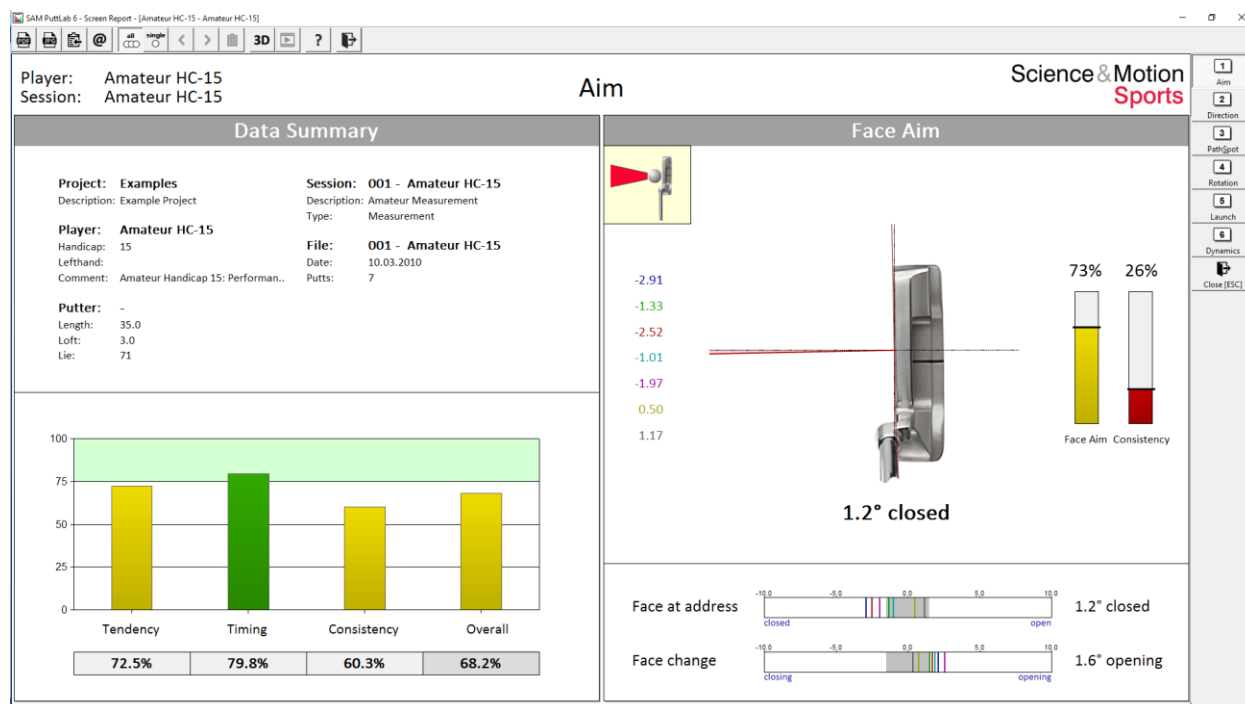 SAM PuttLab 6 - Screen Report - [Amateur HC-15 - Amateur HC-15]
PDF JPG @ all single 3D ?
Player: Amateur HC-15
Session: Amateur HC-15
Aim
Science&Motion
Sports
Data Summary
Project: Examples
Description: Example Project
Player: Amateur HC-15
Handicap: 15
Lefthand:
Comment: Amateur Handicap 15: Performan..
Putter: -
Length: 35.0
Loft: 3.0
Lie: 71
Session: 001 - Amateur HC-15
Description: Amateur Measurement
Type: Measurement
File: 001 - Amateur HC-15
Date: 10.03.2010
Putts: 7
100
75
50
25
0
Tendency Timing Consistency Overall
72.5% 79.8% 60.3% 68.2%
Face Aim
-2.91
-1.33
-2.52
-1.01
-1.97
0.50
1.17
73% 26%
Face Aim Consistency
1.2° closed
-10,0 -5,0 0,0 5,0 10,0
Face at address 1.2° closed
closed open
-10,0 -5,0 0,0 5,0 10,0
Face change 1.6° opening
closing opening
1
Aim
2
Direction
3
PathSpot
4
Rotation
5
Launch
6
Dynamics
Close [ESC]